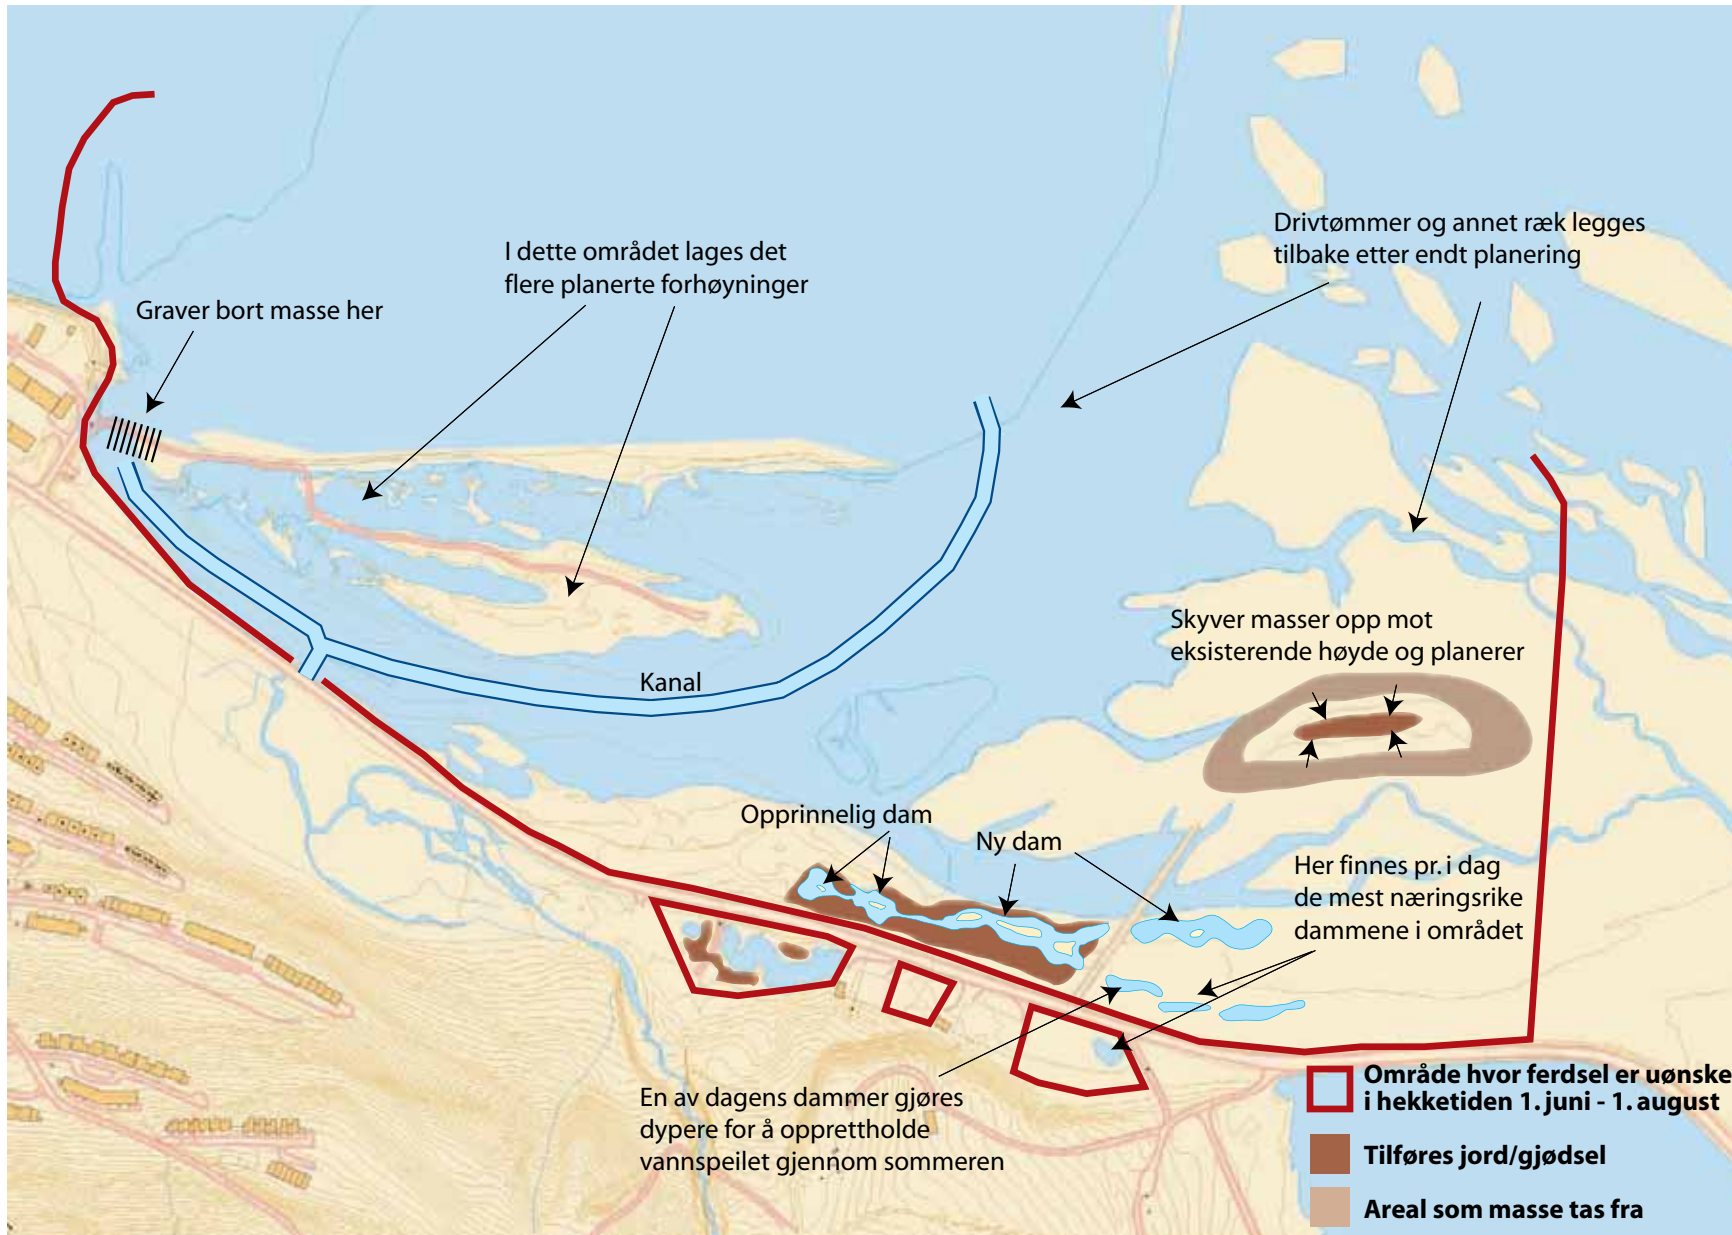 Drivtømmer og annet ræk legges
tilbake etter endt planering
I dette området lages det
flere planerte forhøyninger
Graver bort masse her
Skyver masser opp mot
eksisterende høyde og planerer
Kanal
Opprinnelig dam
Ny dam
Her finnes pr. i dag
de mest næringsrike
dammene i området
En av dagens dammer gjøres
dypere for å opprettholde
vannspeilet gjennom sommeren
Område hvor ferdsel er uønske
i hekketiden 1. juni - 1. august
Tilføres jord/gjødsel
Areal som masse tas fra